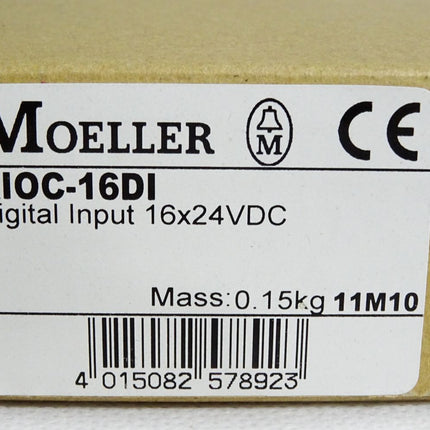 MOELLER M CE
IOC-16DI
igital Input 16x24VDC
Mass: 0.15kg 11M10
4 015082 578923